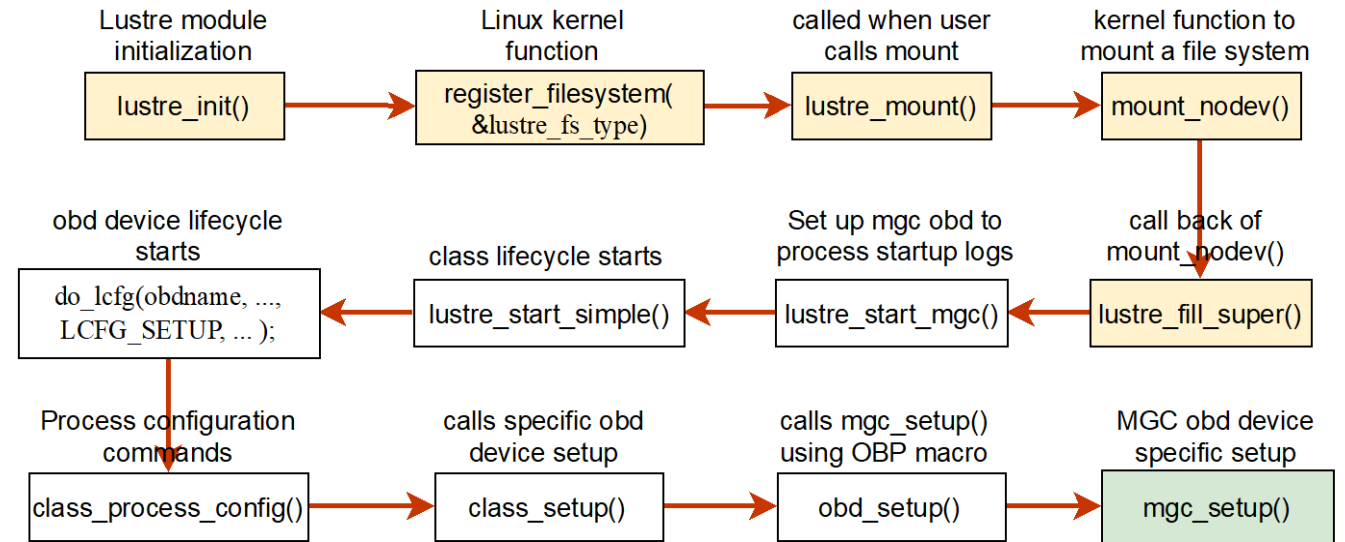 Lustre module
initialization
lustre_init()
Linux kernel
function
register_filesystem(
&lustre_fs_type)
called when user
calls mount
lustre_mount()
kernel function to
mount a file system
mount_nodev()
call back of
mount_nodev()
lustre_fill_super()
Set up mgc obd to
process startup logs
lustre_start_mgc()
class lifecycle starts
lustre_start_simple()
obd device lifecycle
starts
do_lcfg(obdname, ...,
LCFG_SETUP, ... );
Process configuration
commands
class_process_config()
calls specific obd
device setup
class_setup()
calls mgc_setup()
using OBP macro
obd_setup()
MGC obd device
specific setup
mgc_setup()